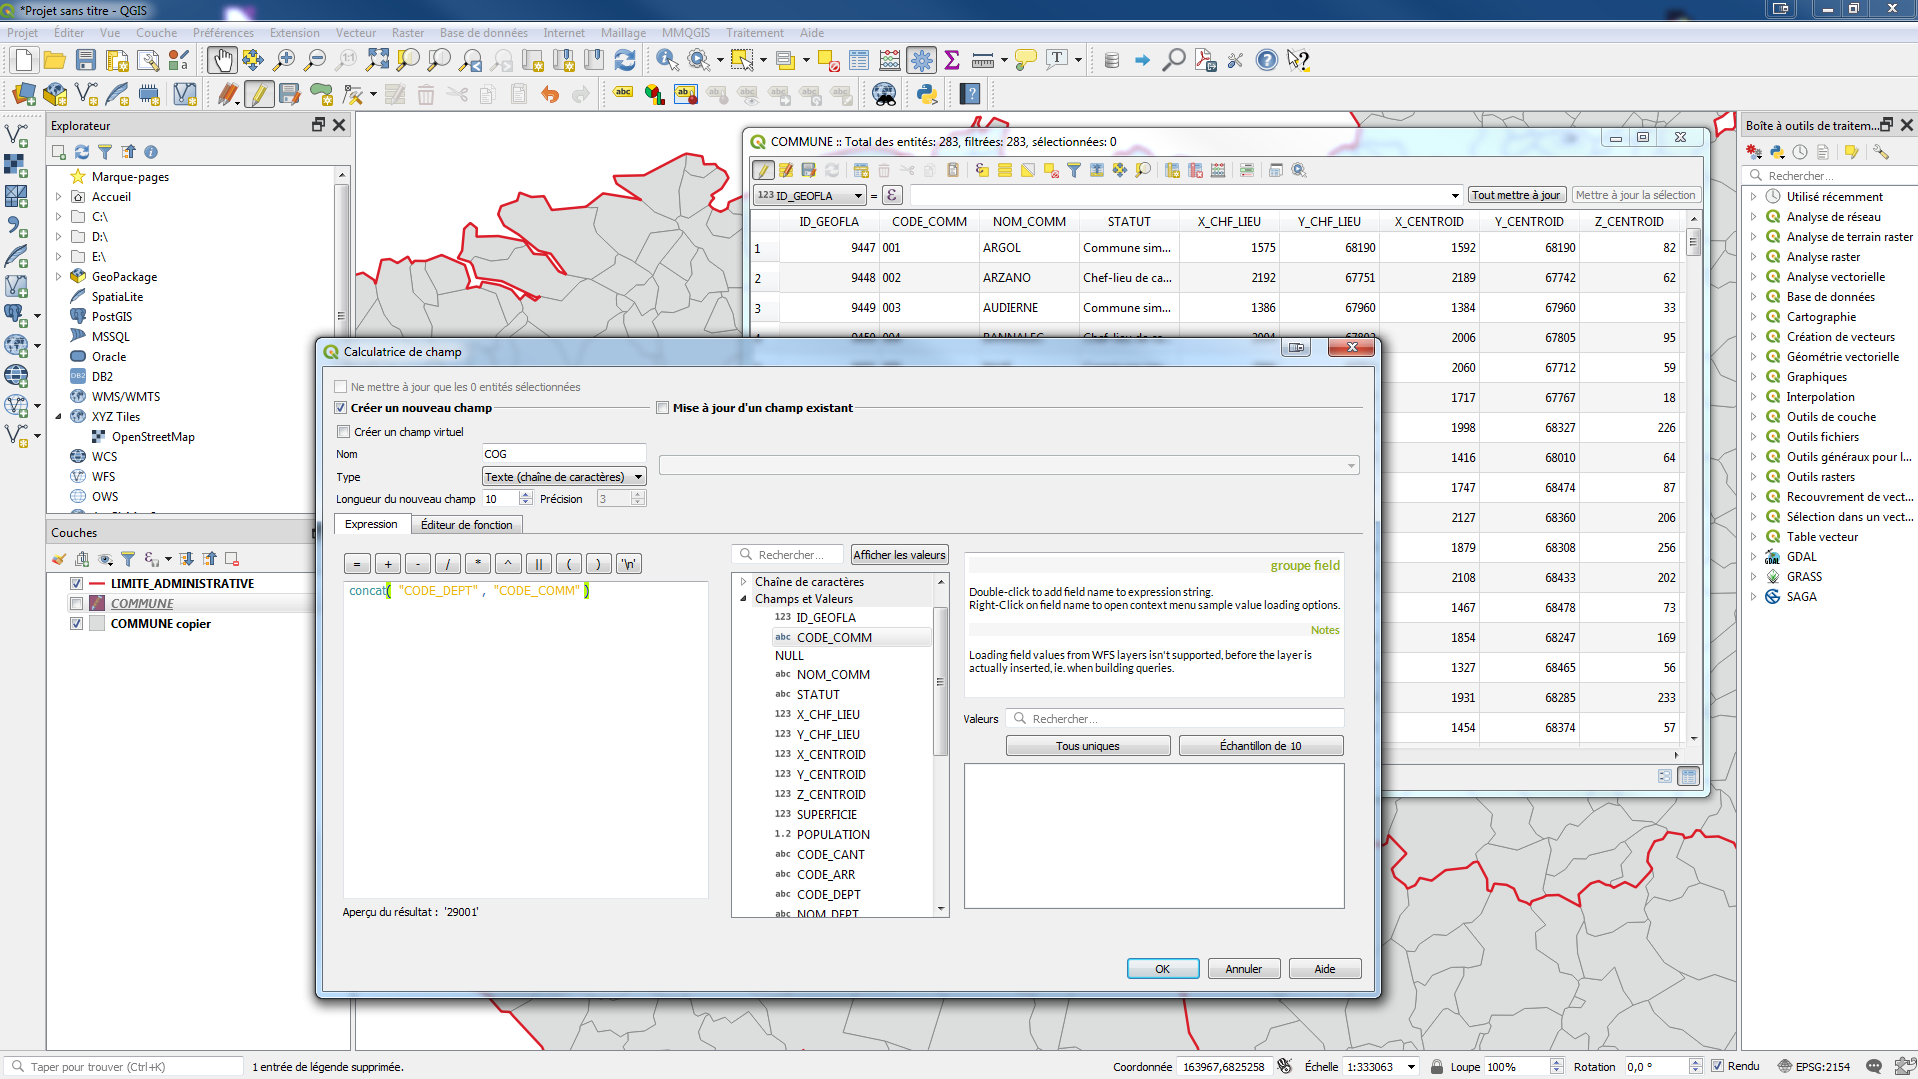 *Projet sans titre - QGIS
Projet Éditer Vue Couche Préférences Extension Vecteur Raster Base de données Internet Maillage MMQGIS Traitement Aide
Explorateur
Marque-pages
Accueil
C:\
D:\
E:\
GeoPackage
SpatiaLite
PostGIS
MSSQL
Oracle
DB2
WMS/WMTS
XYZ Tiles
OpenStreetMap
WCS
WFS
OWS
Couches
LIMITE_ADMINISTRATIVE
COMMUNE
COMMUNE copier
COMMUNE :: Total des entités: 283, filtrées: 283, sélectionnées: 0
123 ID_GEOFLA = ε Tout mettre à jour Mettre à jour la sélection
ID_GEOFLA CODE_COMM NOM_COMM STATUT X_CHF_LIEU Y_CHF_LIEU X_CENTROID Y_CENTROID Z_CENTROID
1 9447 001 ARGOL Commune sim... 1575 68190 1592 68190 82
2 9448 002 ARZANO Chef-lieu de ca... 2192 67751 2189 67742 62
3 9449 003 AUDIERNE Commune sim... 1386 67960 1384 67960 33
2006 67805 95
2060 67712 59
1717 67767 18
1998 68327 226
1416 68010 64
1747 68474 87
2127 68360 206
1879 68308 256
2108 68433 202
1467 68478 73
1854 68247 169
1327 68465 56
1931 68285 233
1454 68374 57
Calculatrice de champ
Ne mettre à jour que les 0 entités sélectionnées
Créer un nouveau champ
Mise à jour d'un champ existant
Créer un champ virtuel
Nom COG
Type Texte (chaîne de caractères)
Longueur du nouveau champ 10 Précision 3
Expression Éditeur de fonction
= + - / * ^ || ( ) '\n'
concat( "CODE_DEPT" , "CODE_COMM" )
Aperçu du résultat : '29001'
Rechercher... Afficher les valeurs
Chaîne de caractères
Champs et Valeurs
123 ID_GEOFLA
abc CODE_COMM
NULL
abc NOM_COMM
abc STATUT
123 X_CHF_LIEU
123 Y_CHF_LIEU
123 X_CENTROID
123 Y_CENTROID
123 Z_CENTROID
123 SUPERFICIE
1.2 POPULATION
abc CODE_CANT
abc CODE_ARR
abc CODE_DEPT
abc NOM_DEPT
groupe field
Double-click to add field name to expression string.
Right-Click on field name to open context menu sample value loading options.
Notes
Loading field values from WFS layers isn't supported, before the layer is
actually inserted, ie. when building queries.
Valeurs Rechercher...
Tous uniques Échantillon de 10
OK Annuler Aide
Boîte à outils de traitem...
Rechercher...
Utilisé récemment
Analyse de réseau
Analyse de terrain raster
Analyse raster
Analyse vectorielle
Base de données
Cartographie
Création de vecteurs
Géométrie vectorielle
Graphiques
Interpolation
Outils de couche
Outils fichiers
Outils généraux pour l...
Outils rasters
Recouvrement de vect...
Sélection dans un vect...
Table vecteur
GDAL
GRASS
SAGA
Taper pour trouver (Ctrl+K) 1 entrée de légende supprimée. Coordonnée 163967,6825258 Échelle 1:333063 Loupe 100% Rotation 0,0 ° Rendu EPSG:2154